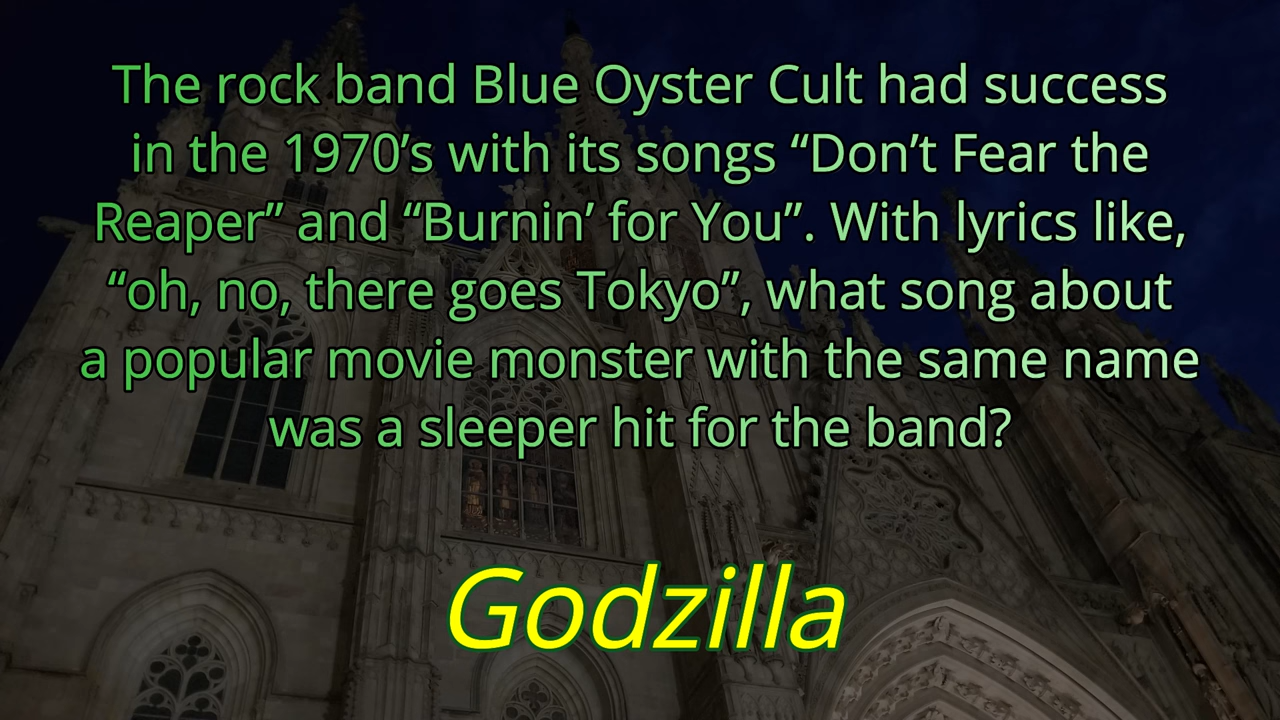 The rock band Blue Oyster Cult had success
in the 1970’s with its songs “Don’t Fear the
Reaper” and “Burnin’ for You”. With lyrics like,
“oh, no, there goes Tokyo”, what song about
a popular movie monster with the same name
was a sleeper hit for the band?
Godzilla